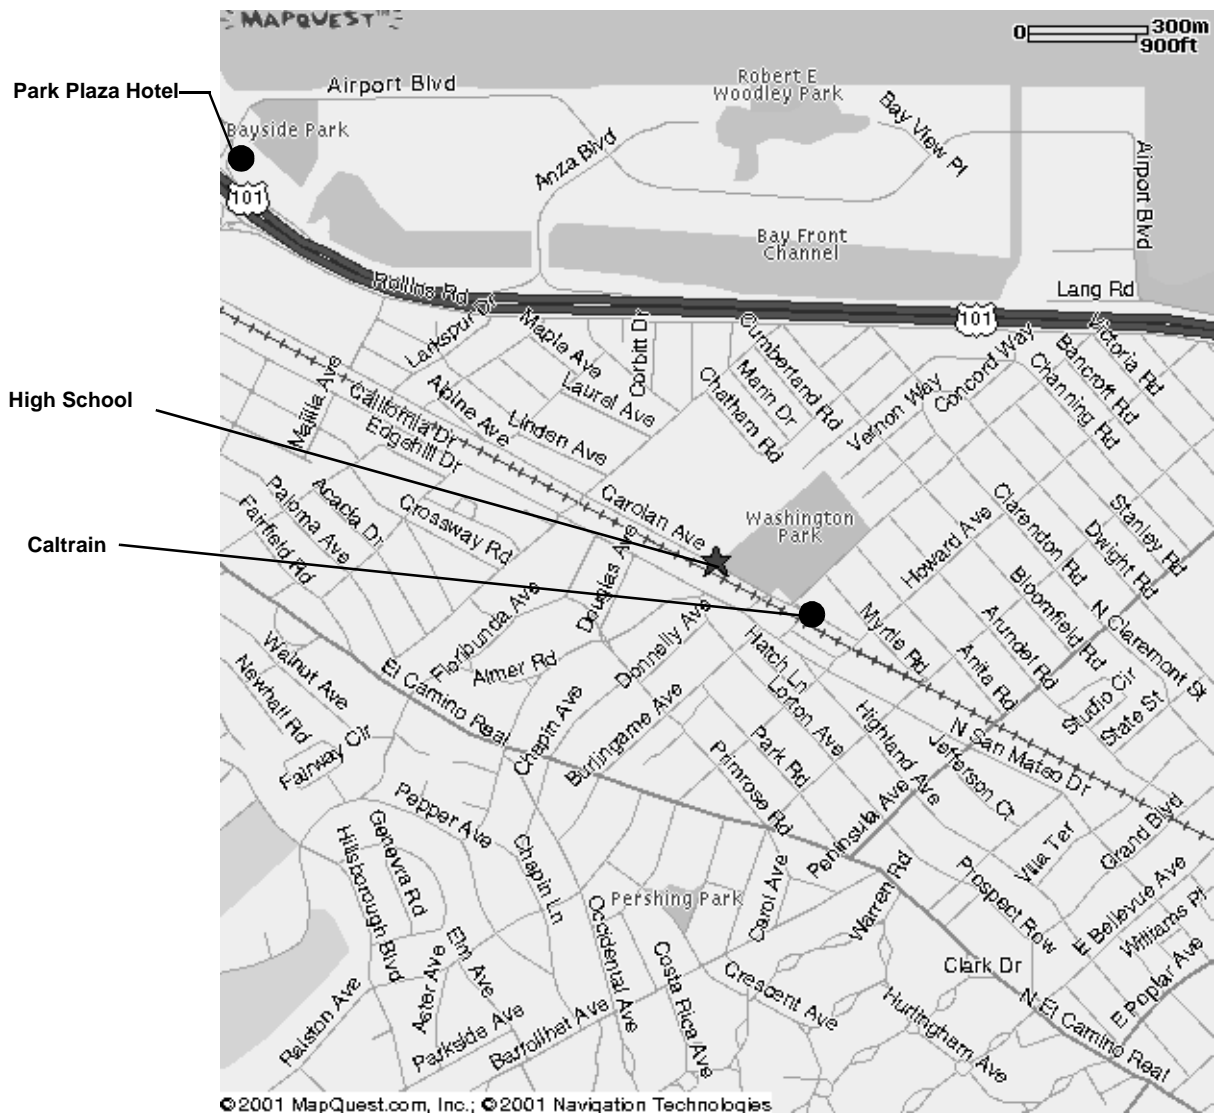 MAPQUEST™
0 300m
900ft
Park Plaza Hotel
Airport Blvd
Robert E
Woodley Park
Bay View Pl
Bayside Park
Anza Blvd
Airport Blvd
101
Bay Front
Channel
Rollins Rd
Lang Rd
101
Larkspur Dr
Maple Ave
Corbitt Dr
Cumberland Rd
Concord Way
Victoria Rd
Bancroft Rd
Channing Rd
High School
Majilla Ave
California Dr
Edgehill Dr
Alpine Ave
Linden Ave
Laurel Ave
Chatham Rd
Marin Dr
Vernon Way
Carolan Ave
Washington
Park
Caltrain
Fairfield Rd
Paloma Ave
Acacia Dr
Crossway Rd
Douglas Ave
Howard Ave
Clarendon Rd
Stanley Rd
Dwight Rd
Bloomfield Rd
N Claremont St
Floribunda Ave
Almer Rd
Donnelly Ave
Hatch Ln
Lorton Ave
Myrtle Rd
Anita Rd
Arundel Rd
Studio Cir
State St
Walnut Ave
Newhall Rd
El Camino Real
Fairway Cir
Chapin Ave
Burlingame Ave
Primrose Rd
Park Rd
Highland Ave
N San Mateo Dr
Jefferson Ct
Pepper Ave
Genevra Rd
Hillsborough Blvd
Chapin Ln
Peninsula Ave
Villa Ter
Grand Blvd
Pershing Park
Carol Ave
Warren Rd
Prospect Row
E Bellevue Ave
Williams Pl
E Poplar Ave
Elm Ave
Aster Ave
Occidental Ave
Costa Rica Ave
Crescent Ave
Clark Dr
Ralston Ave
Parkside Ave
Barroilhet Ave
Hurlingham Ave
N El Camino Real
©2001 MapQuest.com, Inc.; ©2001 Navigation Technologies